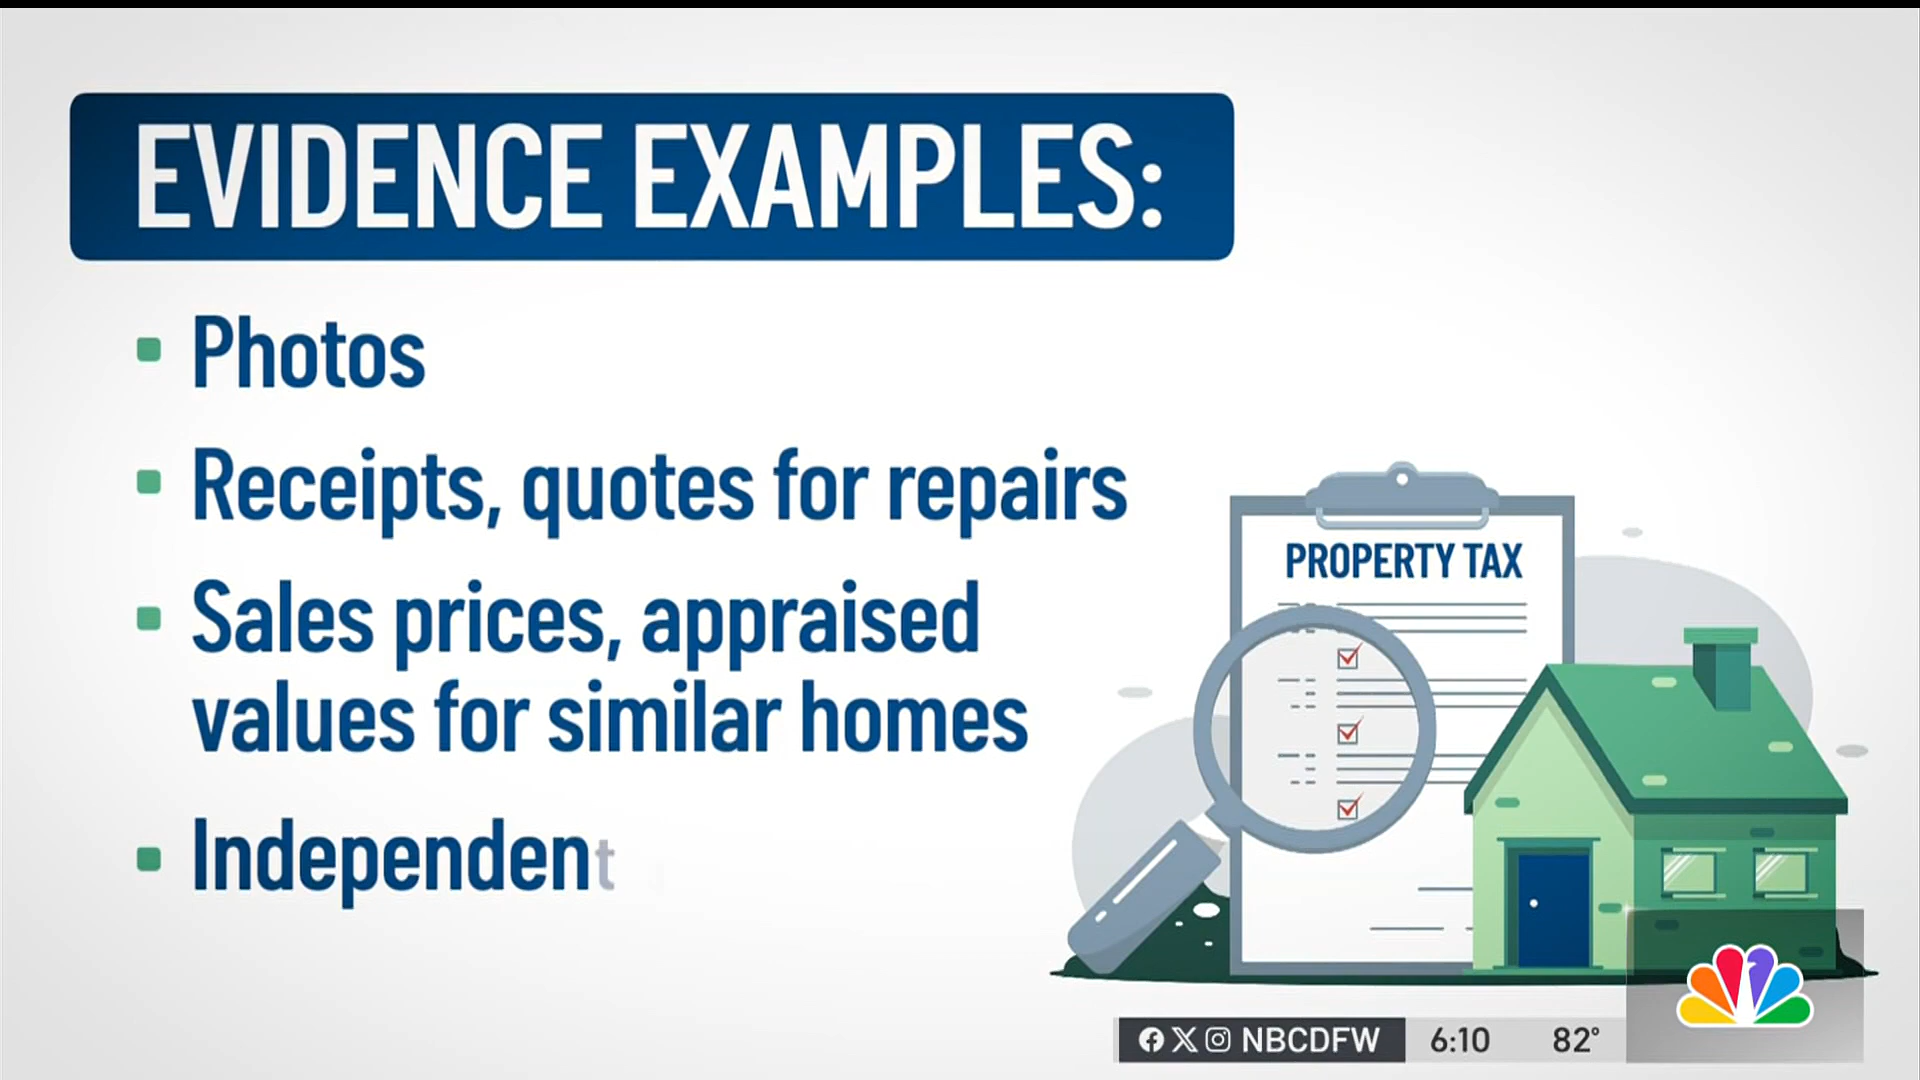 EVIDENCE EXAMPLES:
Photos
Receipts, quotes for repairs
Sales prices, appraised
values for similar homes
Independent
PROPERTY TAX
NBCDFW 6:10 82°